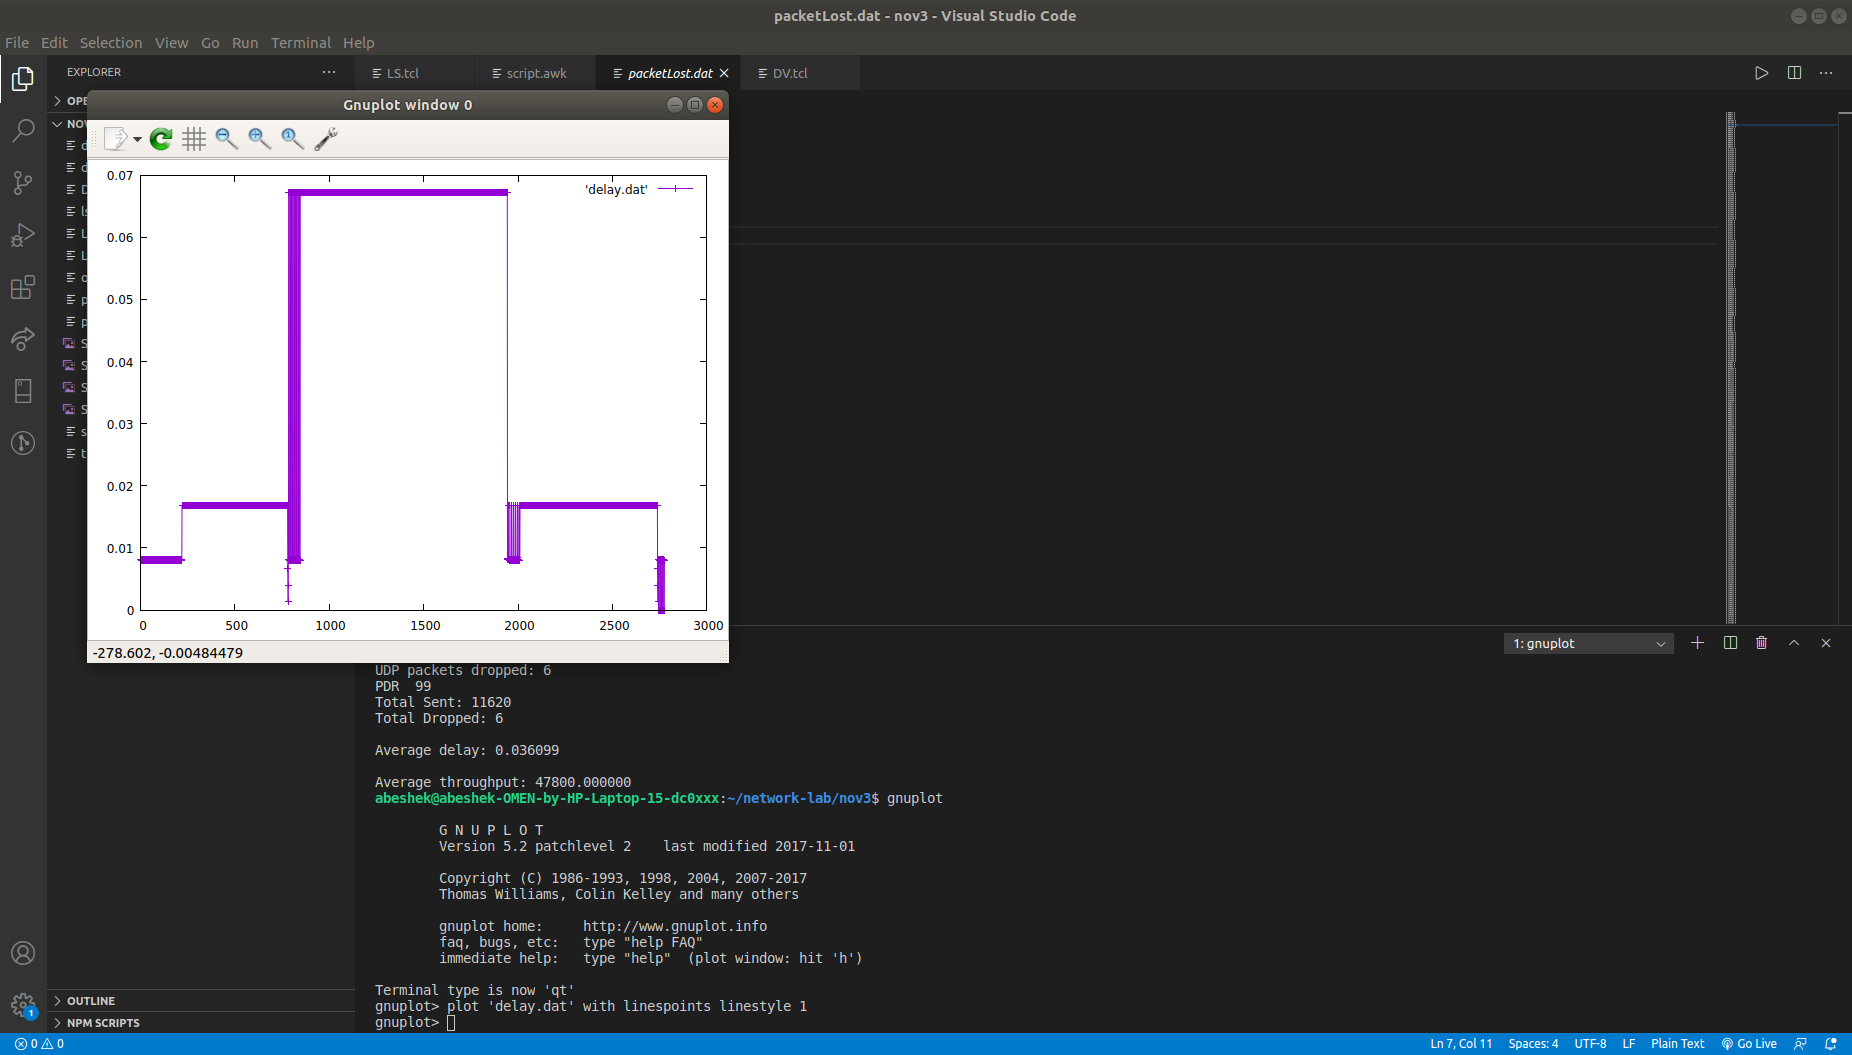 packetLost.dat - nov3 - Visual Studio Code
File Edit Selection View Go Run Terminal Help
EXPLORER
LS.tcl
script.awk
packetLost.dat
DV.tcl
Gnuplot window 0
0.07
0.06
0.05
0.04
0.03
0.02
0.01
0
'delay.dat'
0 500 1000 1500 2000 2500 3000
-278.602, -0.00484479
1: gnuplot
UDP packets dropped: 6
PDR  99
Total Sent: 11620
Total Dropped: 6
Average delay: 0.036099
Average throughput: 47800.000000
abeshek@abeshek-OMEN-by-HP-Laptop-15-dc0xxx:~/network-lab/nov3$ gnuplot
G N U P L O T
Version 5.2 patchlevel 2    last modified 2017-11-01
Copyright (C) 1986-1993, 1998, 2004, 2007-2017
Thomas Williams, Colin Kelley and many others
gnuplot home:     http://www.gnuplot.info
faq, bugs, etc:   type "help FAQ"
immediate help:   type "help"  (plot window: hit 'h')
Terminal type is now 'qt'
gnuplot> plot 'delay.dat' with linespoints linestyle 1
gnuplot>
OUTLINE
NPM SCRIPTS
1
0 0
Ln 7, Col 11 Spaces: 4 UTF-8 LF Plain Text Go Live